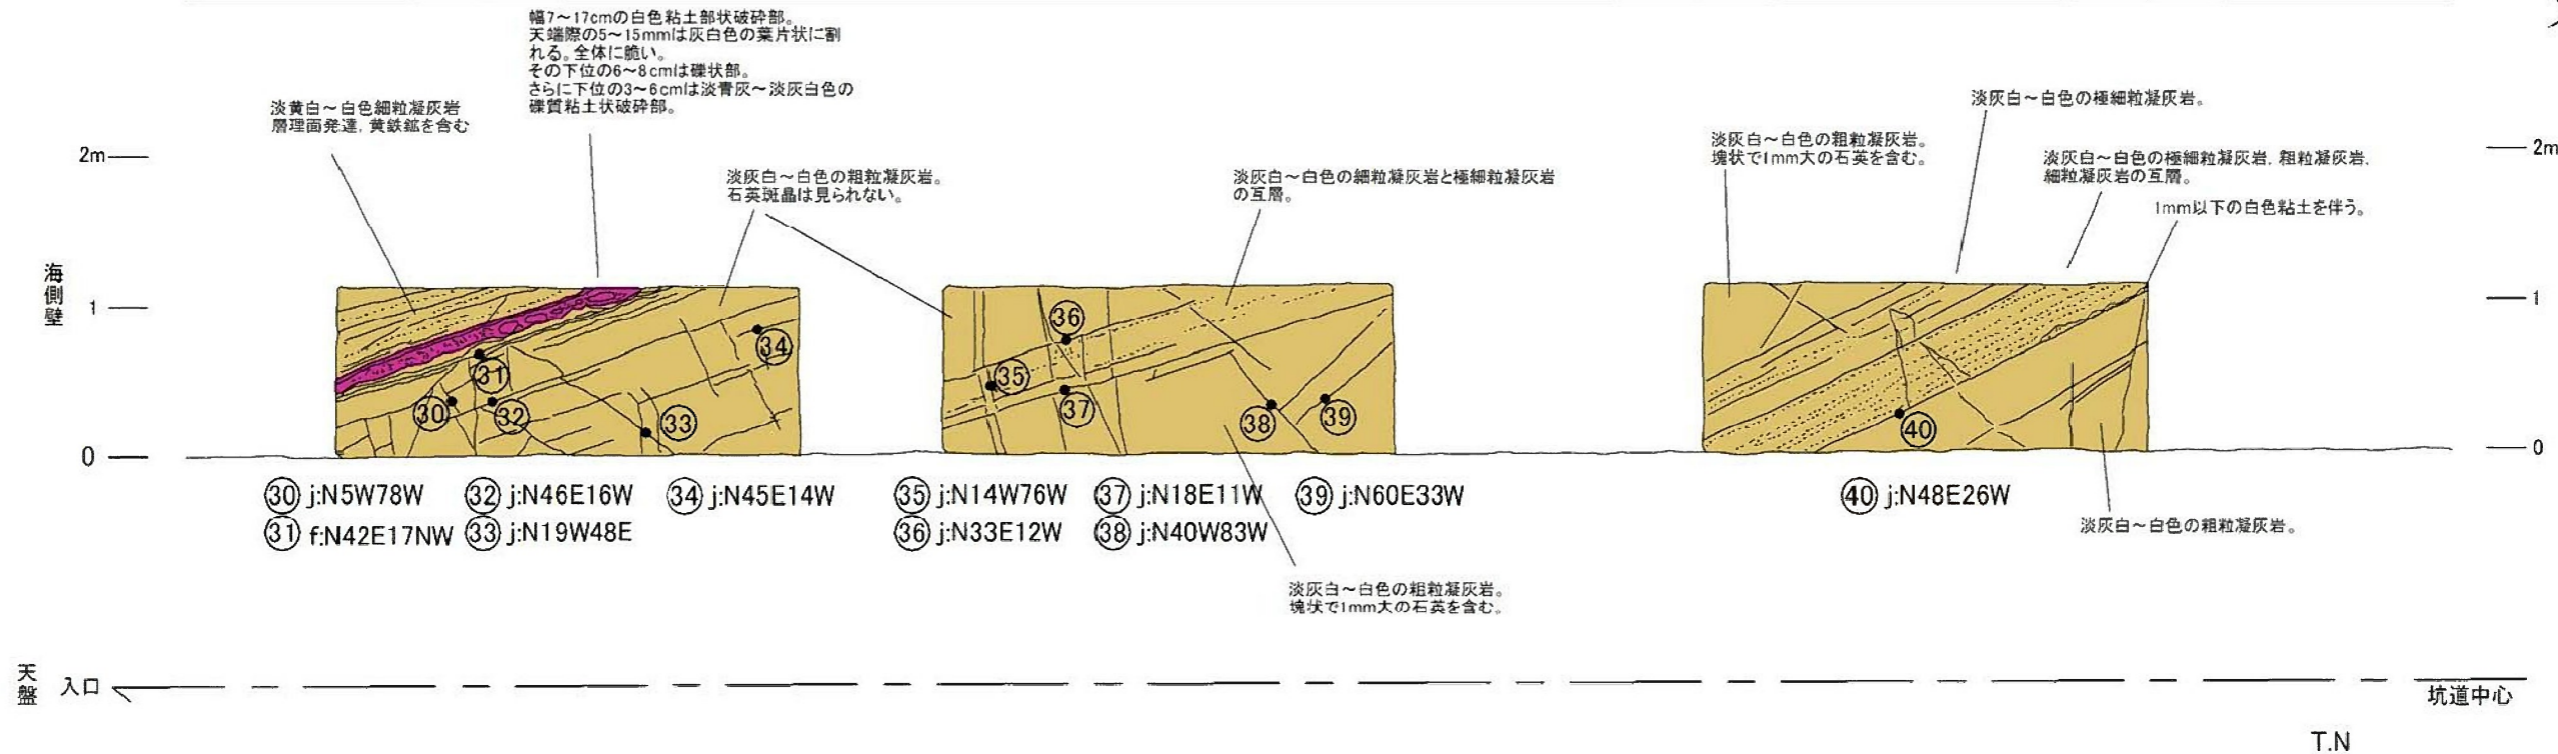 幅7～17cmの白色粘土部状破砕部。
天端際の5～15mmは灰白色の葉片状に割
れる。全体に脆い。
その下位の6～8cmは礫状部。
さらに下位の3～6cmは淡青灰～淡灰白色の
礫質粘土状破砕部。
淡黄白～白色細粒凝灰岩
層理面発達, 黄鉄鉱を含む
淡灰白～白色の粗粒凝灰岩。
石英斑晶は見られない。
淡灰白～白色の細粒凝灰岩と極細粒凝灰岩
の互層。
淡灰白～白色の粗粒凝灰岩。
塊状で1mm大の石英を含む。
淡灰白～白色の極細粒凝灰岩。
淡灰白～白色の極細粒凝灰岩, 粗粒凝灰岩,
細粒凝灰岩の互層。
1mm以下の白色粘土を伴う。
2m
1
0
海側壁
2m
1
0
㉚
㉛
㉜
㉝
㉞
㉟
㊱
㊲
㊳
㊴
㊵
㉚ j:N5W78W ㉜ j:N46E16W ㉞ j:N45E14W
㉛ f:N42E17NW ㉝ j:N19W48E
㉟ j:N14W76W ㊲ j:N18E11W ㊴ j:N60E33W
㊱ j:N33E12W ㊳ j:N40W83W
㊵ j:N48E26W
淡灰白～白色の粗粒凝灰岩。
淡灰白～白色の粗粒凝灰岩。
塊状で1mm大の石英を含む。
天盤
入口
坑道中心
T.N